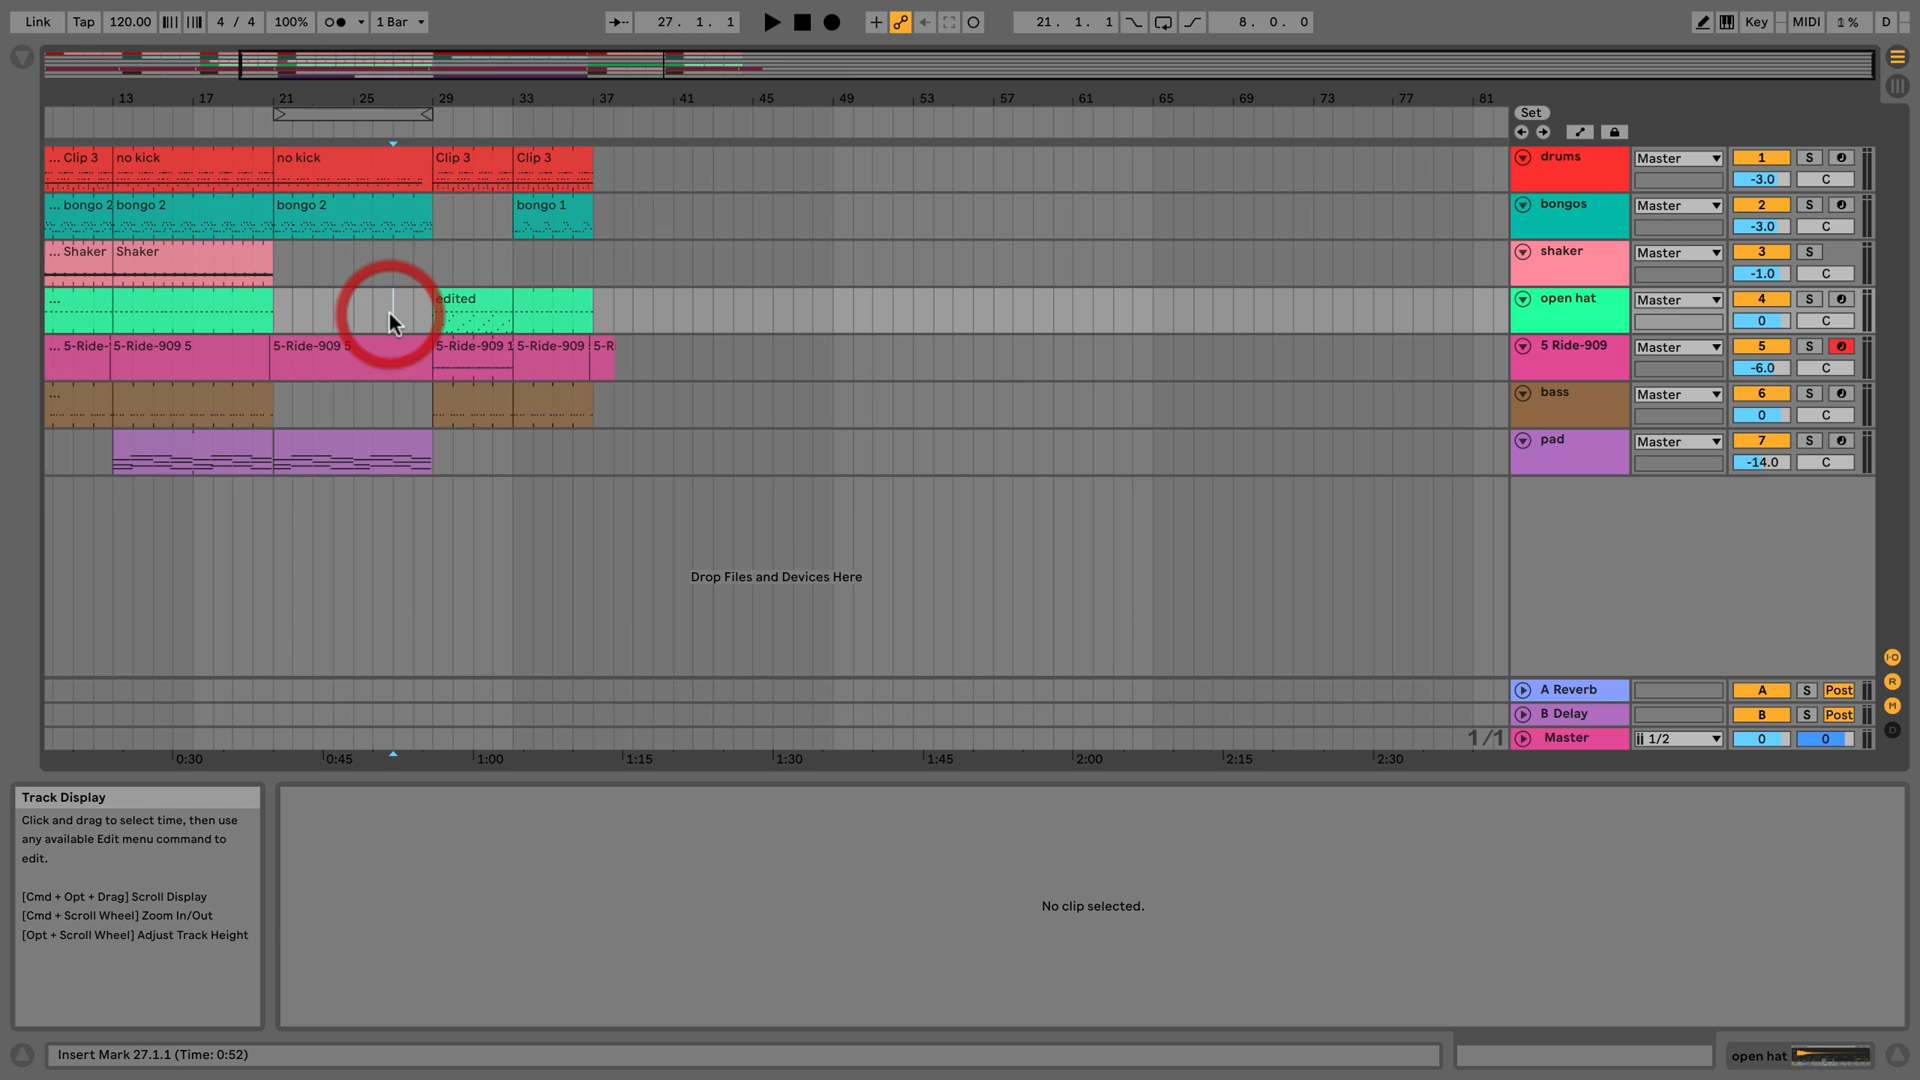 Link Tap 120.00 4 / 4 100% 1 Bar 27. 1. 1 21. 1. 1 8. 0. 0 Key MIDI 1 % D
13 17 21 25 29 33 37 41 45 49 53 57 61 65 69 73 77 81
Set
... Clip 3 no kick no kick Clip 3 Clip 3 drums Master 1 S
-3.0 C
... bongo 2 bongo 2 bongo 2 bongo 1 bongos Master 2 S
-3.0 C
... Shaker Shaker shaker Master 3 S
-1.0 C
... edited open hat Master 4 S
0 C
... 5-Ride- 5-Ride-909 5 5-Ride-909 5 5-Ride-909 1 5-Ride-909 5-R 5 Ride-909 Master 5 S
-6.0 C
... bass Master 6 S
0 C
pad Master 7 S
-14.0 C
Drop Files and Devices Here
I·O
R
M
D
A Reverb A S Post
B Delay B S Post
1/1 Master 1/2 0 0
0:30 0:45 1:00 1:15 1:30 1:45 2:00 2:15 2:30
Track Display
Click and drag to select time, then use
any available Edit menu command to
edit.
[Cmd + Opt + Drag] Scroll Display
[Cmd + Scroll Wheel] Zoom In/Out
[Opt + Scroll Wheel] Adjust Track Height
No clip selected.
Insert Mark 27.1.1 (Time: 0:52)
open hat